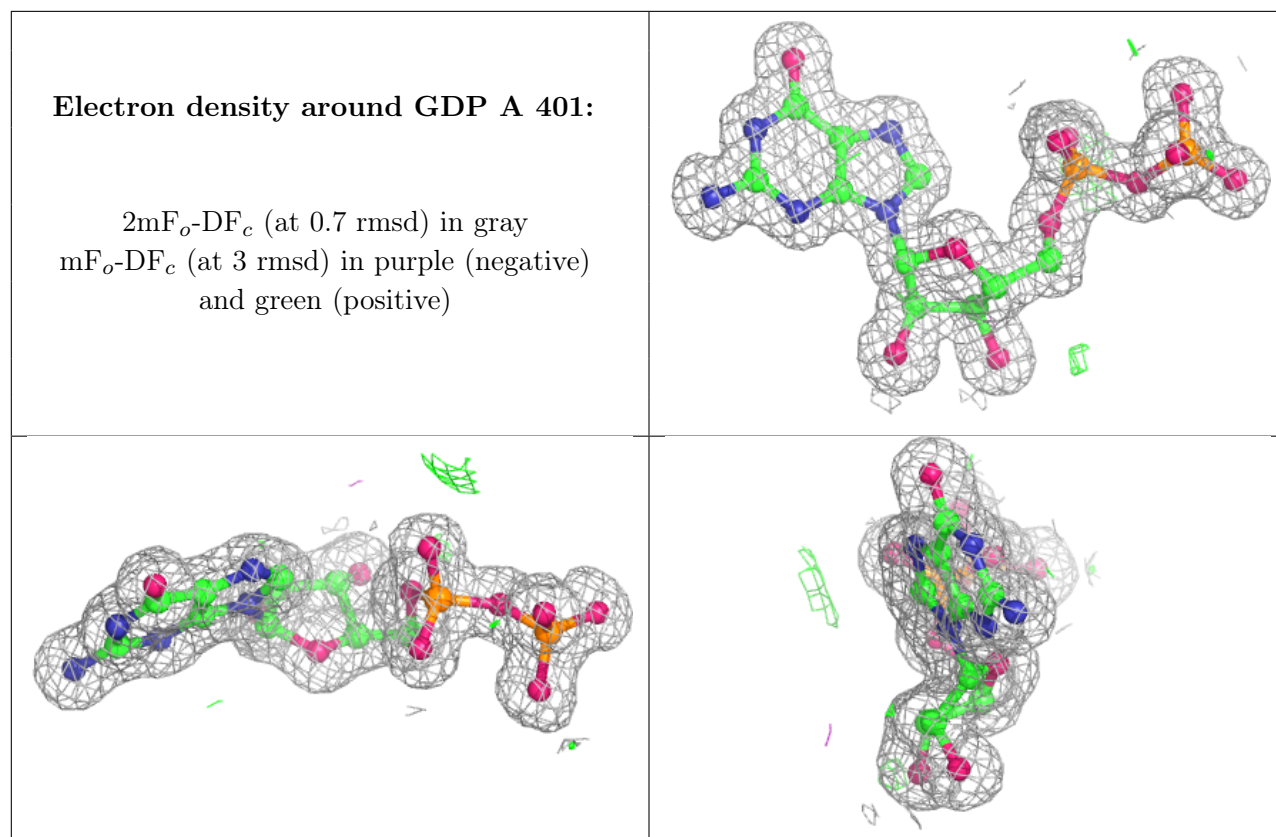 Electron density around GDP A 401:
2mFo-DFc (at 0.7 rmsd) in gray
mFo-DFc (at 3 rmsd) in purple (negative)
and green (positive)